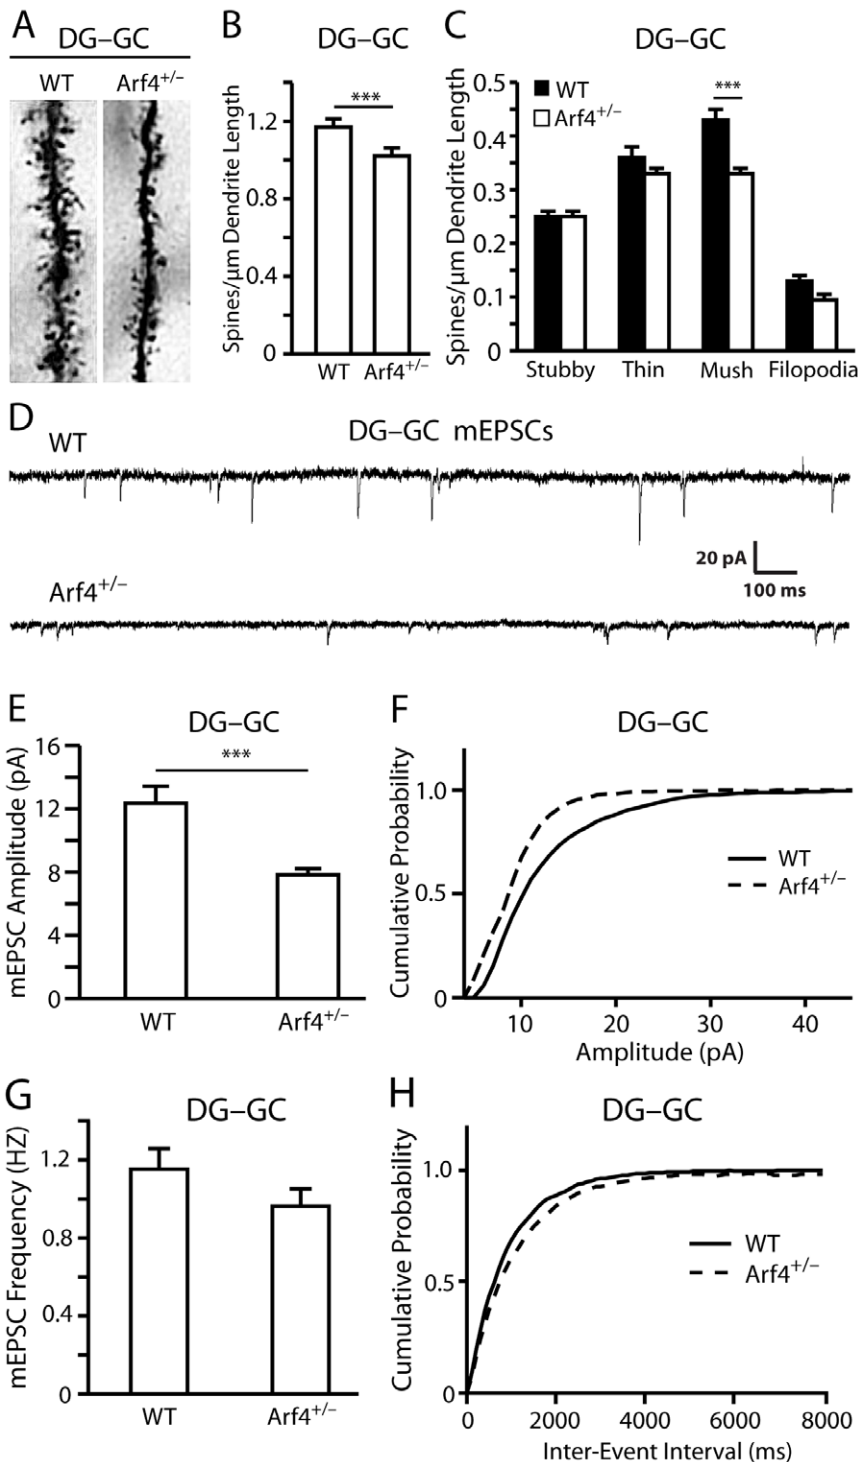 A
DG–GC
WT Arf4+/–
B
DG–GC
Spines/µm Dendrite Length
1.2
0.8
0.4
0
***
WT Arf4+/–
C
DG–GC
Spines/µm Dendrite Length
0.5
0.4
0.3
0.2
0.1
0
WT
Arf4+/–
***
Stubby Thin Mush Filopodia
D
WT
DG–GC mEPSCs
20 pA
100 ms
Arf4+/–
E
DG–GC
mEPSC Amplitude (pA)
16
12
8
4
0
***
WT Arf4+/–
F
DG–GC
Cumulative Probability
1.0
0.5
0
WT
Arf4+/–
10 20 30 40
Amplitude (pA)
G
DG–GC
mEPSC Frequency (HZ)
1.2
0.8
0.4
0
WT Arf4+/–
H
DG–GC
Cumulative Probability
1.0
0.5
0
WT
Arf4+/–
0 2000 4000 6000 8000
Inter-Event Interval (ms)